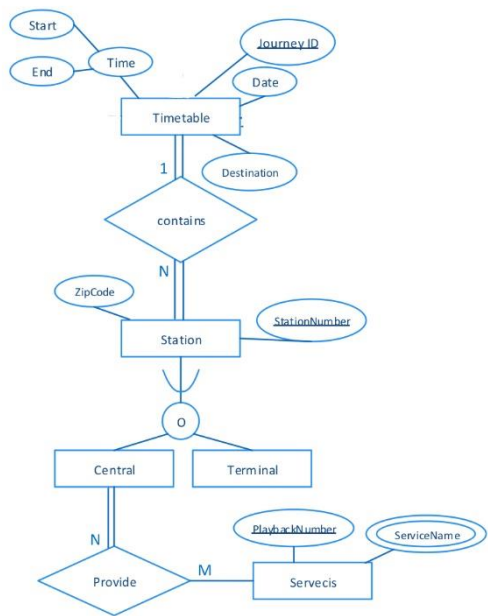 Start
Journey ID
End
Time
Date
Timetable
1
Destination
contains
N
ZipCode
StationNumber
Station
O
Central
Terminal
N
PlaybackNumber
ServiceName
M
Provide
Servecis